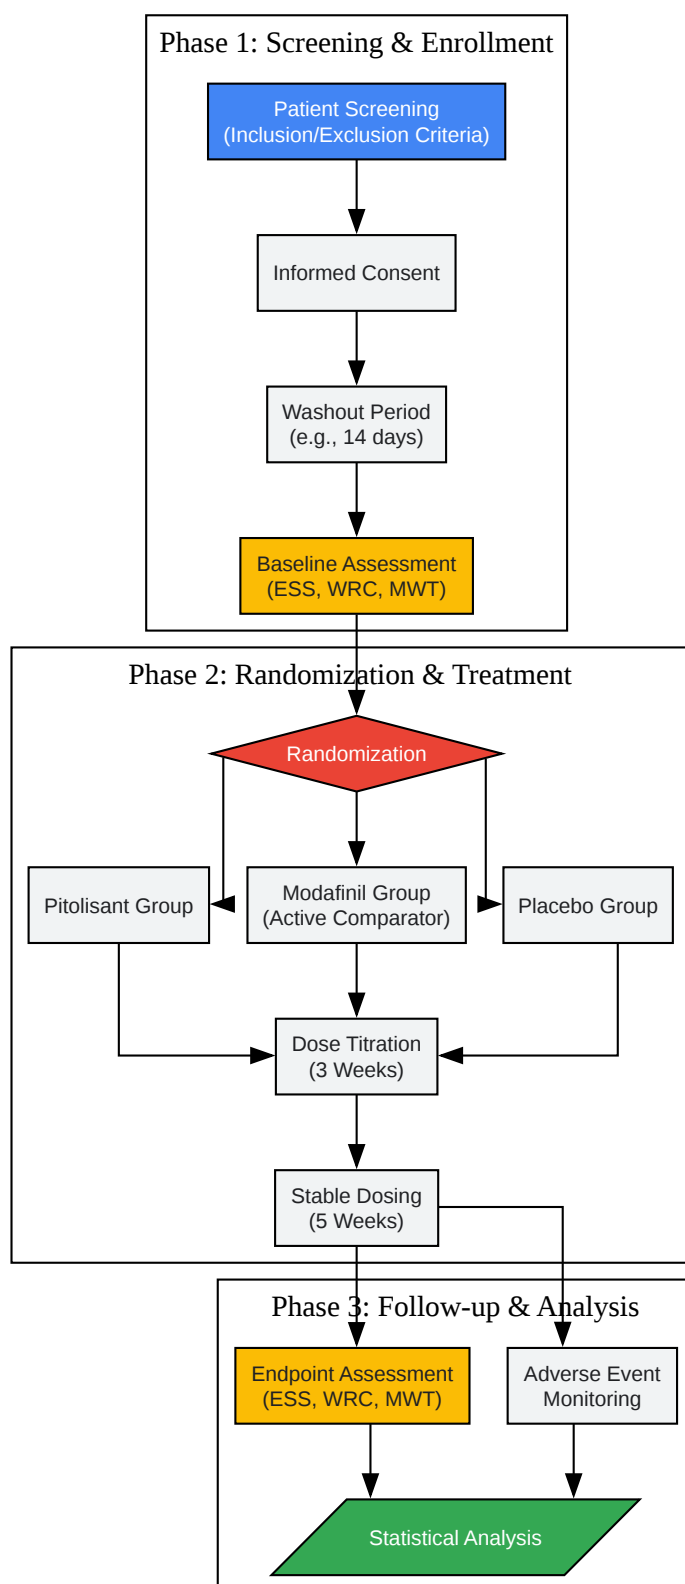 Phase 1: Screening & Enrollment
Patient Screening
(Inclusion/Exclusion Criteria)
Informed Consent
Washout Period
(e.g., 14 days)
Baseline Assessment
(ESS, WRC, MWT)
Phase 2: Randomization & Treatment
Randomization
Pitolisant Group
Modafinil Group
(Active Comparator)
Placebo Group
Dose Titration
(3 Weeks)
Stable Dosing
(5 Weeks)
Phase 3: Follow-up & Analysis
Endpoint Assessment
(ESS, WRC, MWT)
Adverse Event
Monitoring
Statistical Analysis